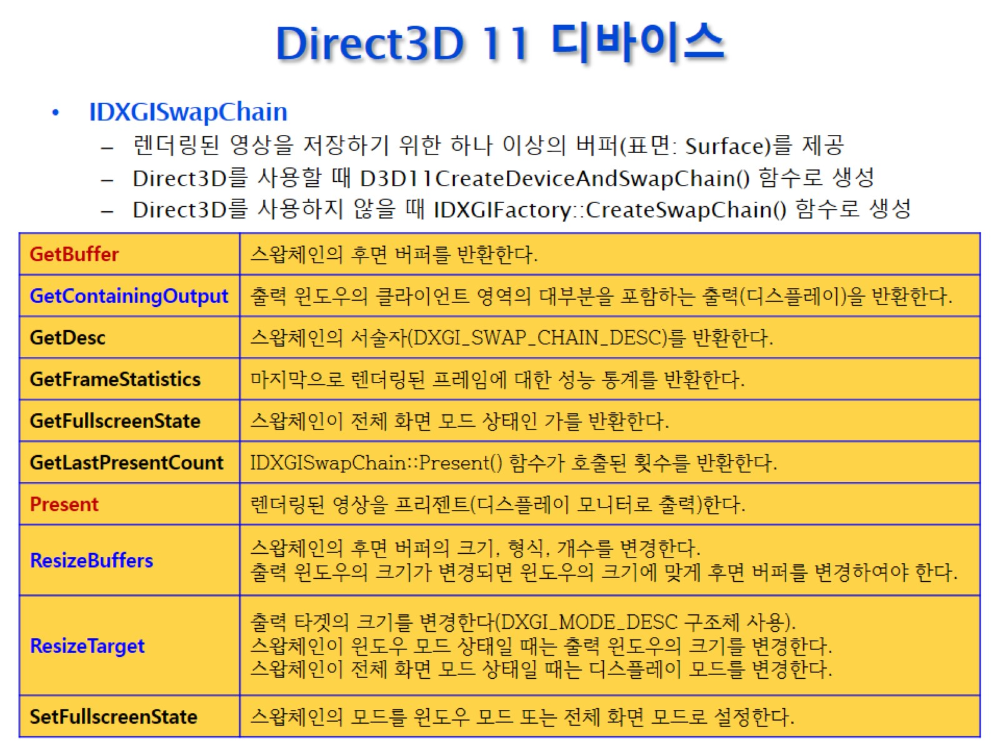 Direct3D 11 디바이스
• IDXGISwapChain
– 렌더링된 영상을 저장하기 위한 하나 이상의 버퍼(표면: Surface)를 제공
– Direct3D를 사용할 때 D3D11CreateDeviceAndSwapChain() 함수로 생성
– Direct3D를 사용하지 않을 때 IDXGIFactory::CreateSwapChain() 함수로 생성
GetBuffer 스왑체인의 후면 버퍼를 반환한다.
GetContainingOutput 출력 윈도우의 클라이언트 영역의 대부분을 포함하는 출력(디스플레이)을 반환한다.
GetDesc 스왑체인의 서술자(DXGI_SWAP_CHAIN_DESC)를 반환한다.
GetFrameStatistics 마지막으로 렌더링된 프레임에 대한 성능 통계를 반환한다.
GetFullscreenState 스왑체인이 전체 화면 모드 상태인 가를 반환한다.
GetLastPresentCount IDXGISwapChain::Present() 함수가 호출된 횟수를 반환한다.
Present 렌더링된 영상을 프리젠트(디스플레이 모니터로 출력)한다.
ResizeBuffers 스왑체인의 후면 버퍼의 크기, 형식, 개수를 변경한다.
출력 윈도우의 크기가 변경되면 윈도우의 크기에 맞게 후면 버퍼를 변경하여야 한다.
ResizeTarget 출력 타겟의 크기를 변경한다(DXGI_MODE_DESC 구조체 사용).
스왑체인이 윈도우 모드 상태일 때는 출력 윈도우의 크기를 변경한다.
스왑체인이 전체 화면 모드 상태일 때는 디스플레이 모드를 변경한다.
SetFullscreenState 스왑체인의 모드를 윈도우 모드 또는 전체 화면 모드로 설정한다.